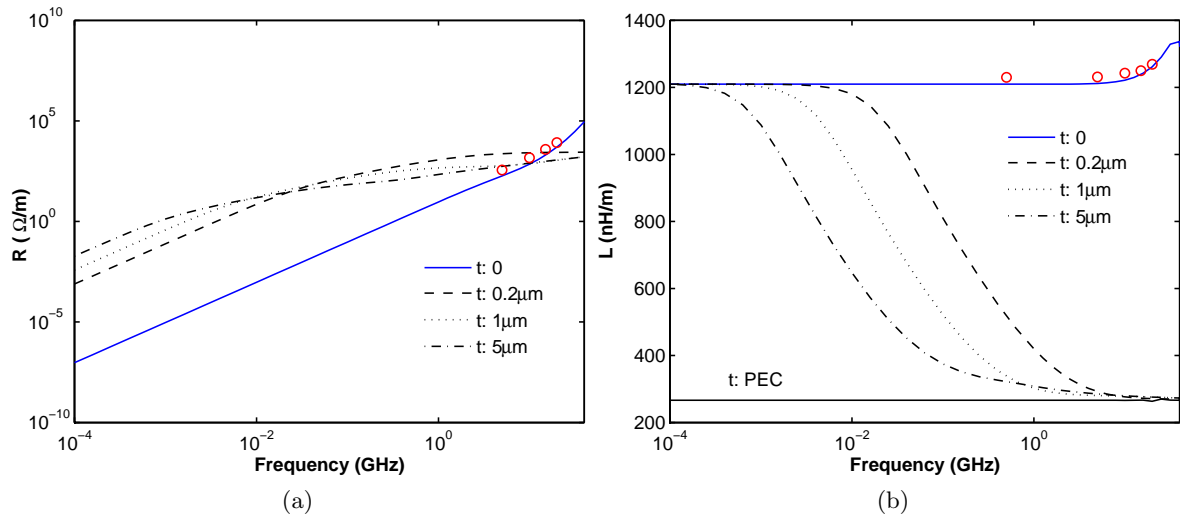 10^10
10^5
10^0
10^−5
10^−10
R ( Ω/m)
t: 0
t: 0.2μm
t: 1μm
t: 5μm
10^−4
10^−2
10^0
Frequency (GHz)
(a)
1400
1200
1000
800
600
400
200
L (nH/m)
t: 0
t: 0.2μm
t: 1μm
t: 5μm
t: PEC
10^−4
10^−2
10^0
Frequency (GHz)
(b)